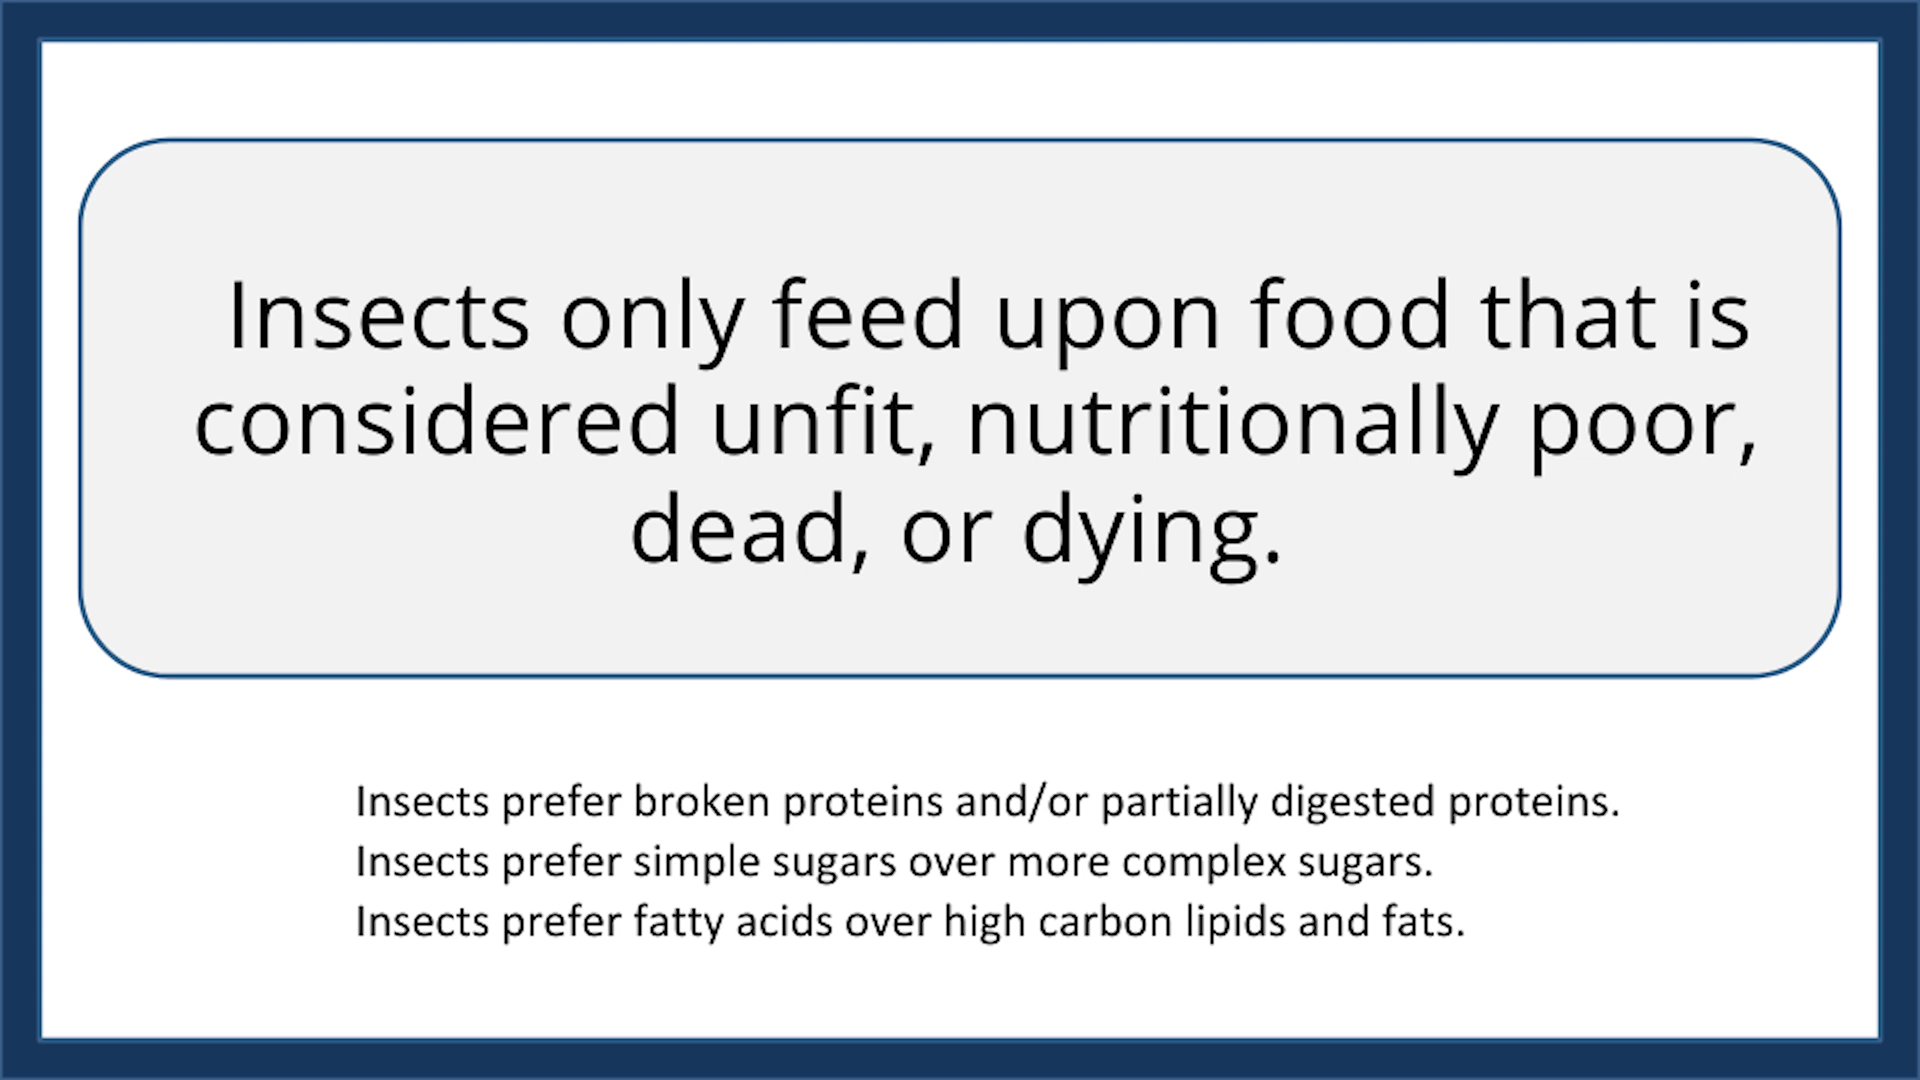 Insects only feed upon food that is
considered unfit, nutritionally poor,
dead, or dying.
Insects prefer broken proteins and/or partially digested proteins.
Insects prefer simple sugars over more complex sugars.
Insects prefer fatty acids over high carbon lipids and fats.